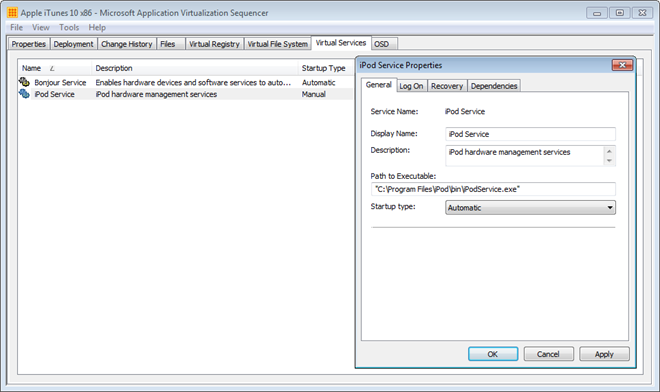 Apple iTunes 10 x86 - Microsoft Application Virtualization Sequencer
File View Tools Help
Properties Deployment Change History Files Virtual Registry Virtual File System Virtual Services OSD
Name Description Startup Type
Bonjour Service Enables hardware devices and software services to auto... Automatic
iPod Service iPod hardware management services Manual
iPod Service Properties
General Log On Recovery Dependencies
Service Name: iPod Service
Display Name: iPod Service
Description: iPod hardware management services
Path to Executable:
"C:\Program Files\iPod\bin\iPodService.exe"
Startup type: Automatic
OK Cancel Apply